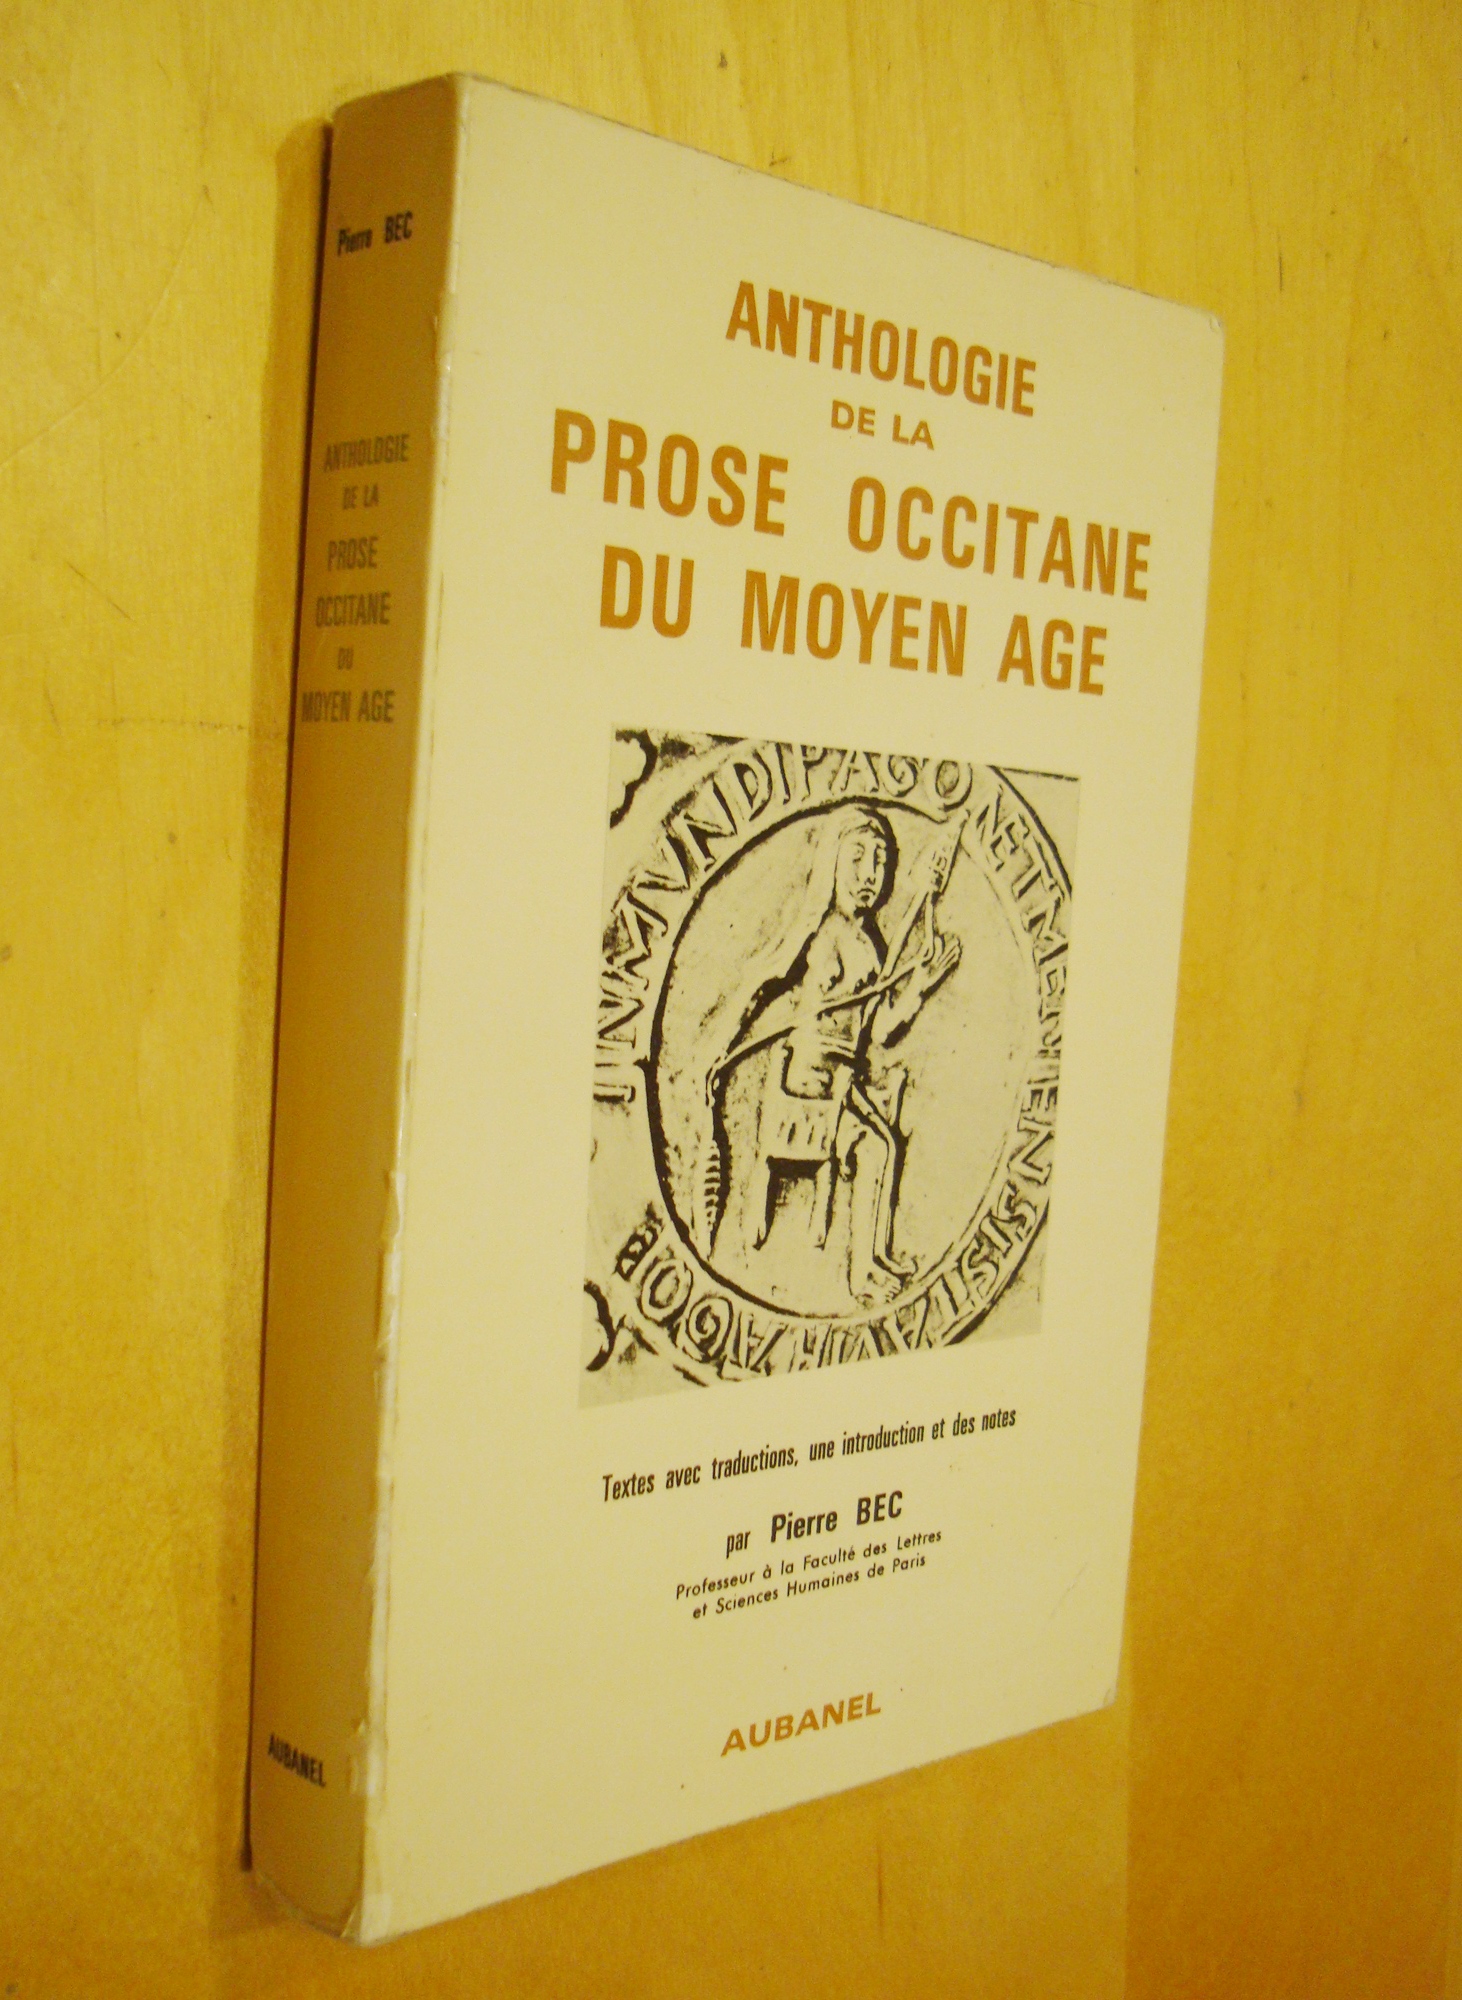 Pierre BEC
ANTHOLOGIE
DE LA
PROSE
OCCITANE
DU
MOYEN AGE
AUBANEL
ANTHOLOGIE
DE LA
PROSE OCCITANE
DU MOYEN AGE
Textes avec traductions, une introduction et des notes
par Pierre BEC
Professeur à la Faculté des Lettres
et Sciences Humaines de Paris
AUBANEL